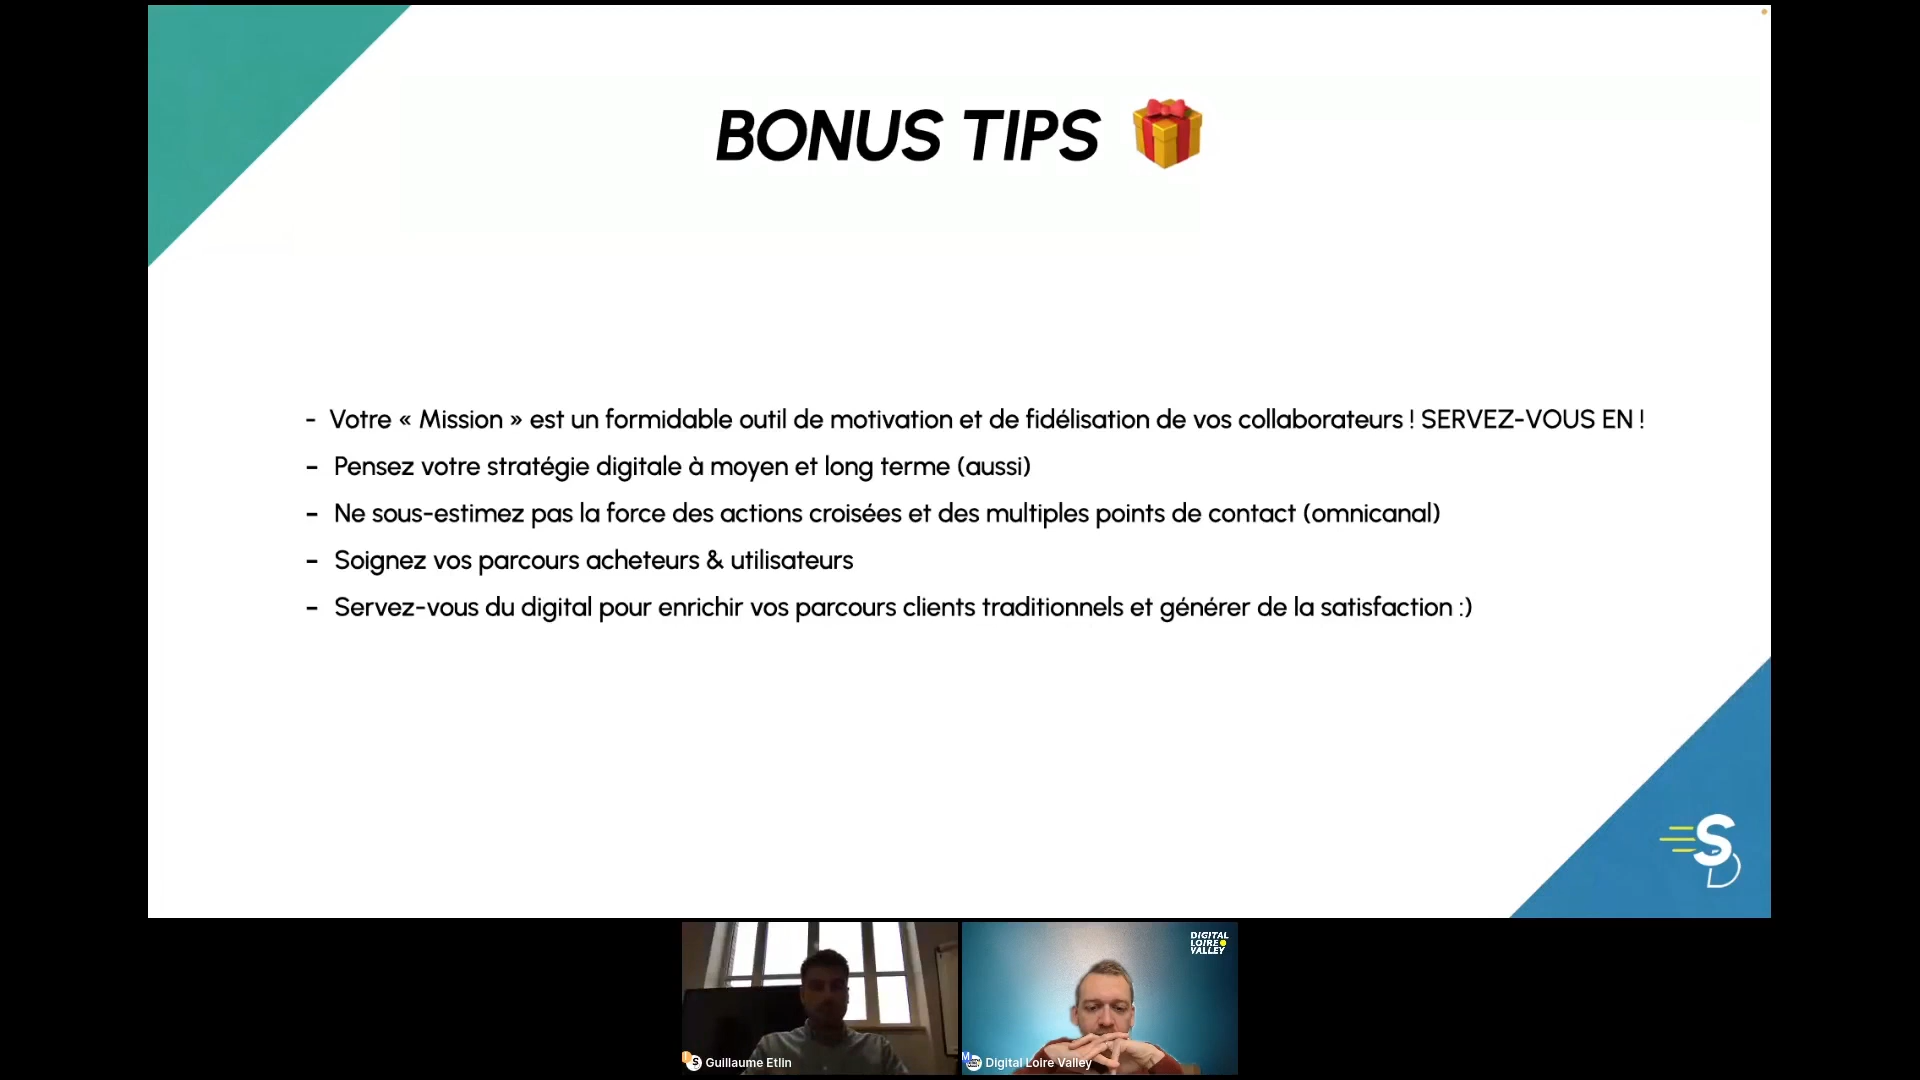 BONUS TIPS
- Votre « Mission » est un formidable outil de motivation et de fidélisation de vos collaborateurs ! SERVEZ-VOUS EN !
- Pensez votre stratégie digitale à moyen et long terme (aussi)
- Ne sous-estimez pas la force des actions croisées et des multiples points de contact (omnicanal)
- Soignez vos parcours acheteurs & utilisateurs
- Servez-vous du digital pour enrichir vos parcours clients traditionnels et générer de la satisfaction :)
SD
DIGITAL
LOIRE
VALLEY
S Guillaume Etlin
Digital Loire Valley